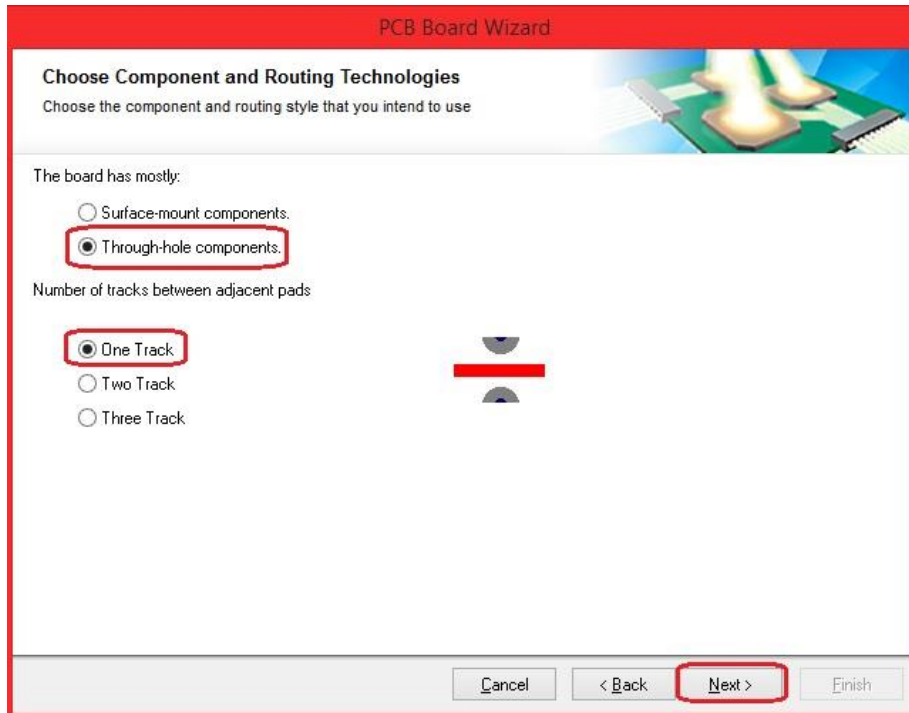 PCB Board Wizard
Choose Component and Routing Technologies
Choose the component and routing style that you intend to use
The board has mostly:
Surface-mount components.
Through-hole components.
Number of tracks between adjacent pads
One Track
Two Track
Three Track
Cancel
< Back
Next >
Finish